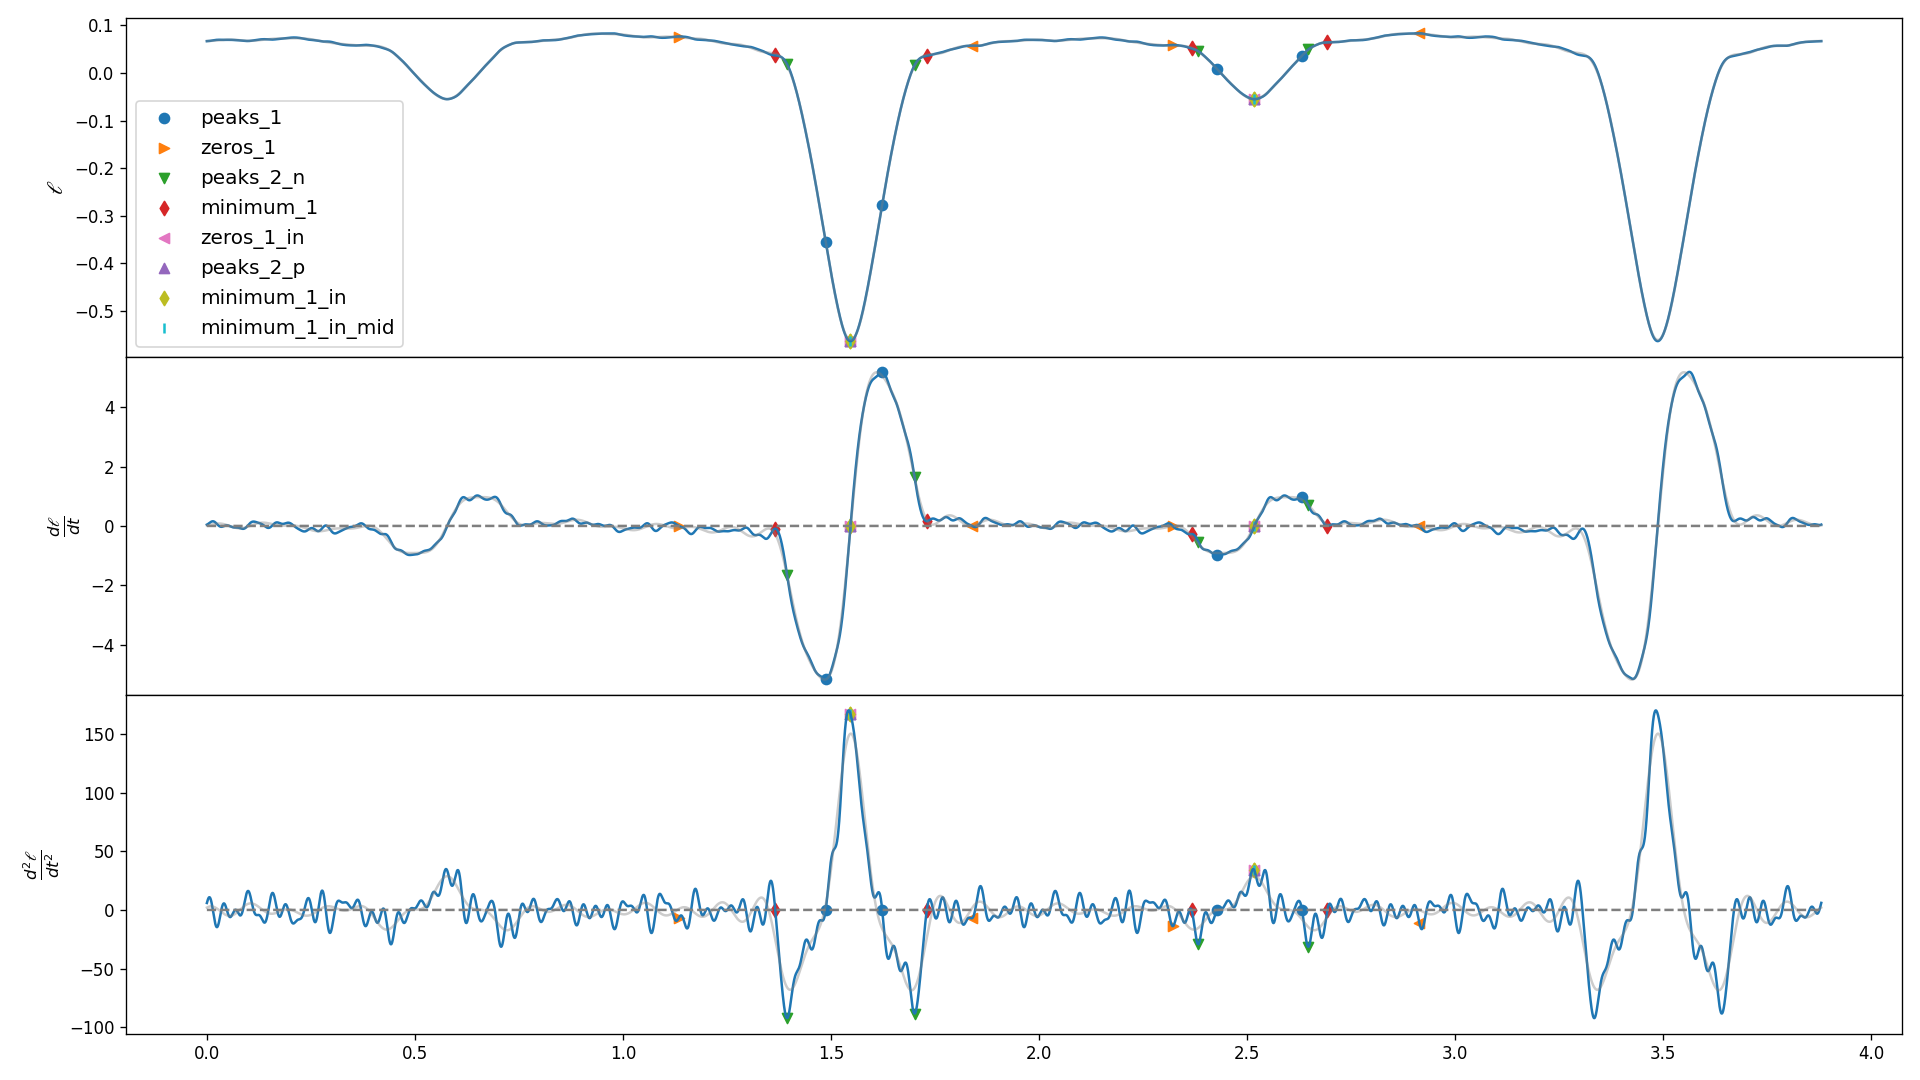 0.1
0.0
−0.1
−0.2
−0.3
−0.4
−0.5
ℓ
peaks_1
zeros_1
peaks_2_n
minimum_1
zeros_1_in
peaks_2_p
minimum_1_in
minimum_1_in_mid
4
2
0
−2
−4
dℓ/dt
150
100
50
0
−50
−100
d²ℓ/dt²
0.0 0.5 1.0 1.5 2.0 2.5 3.0 3.5 4.0